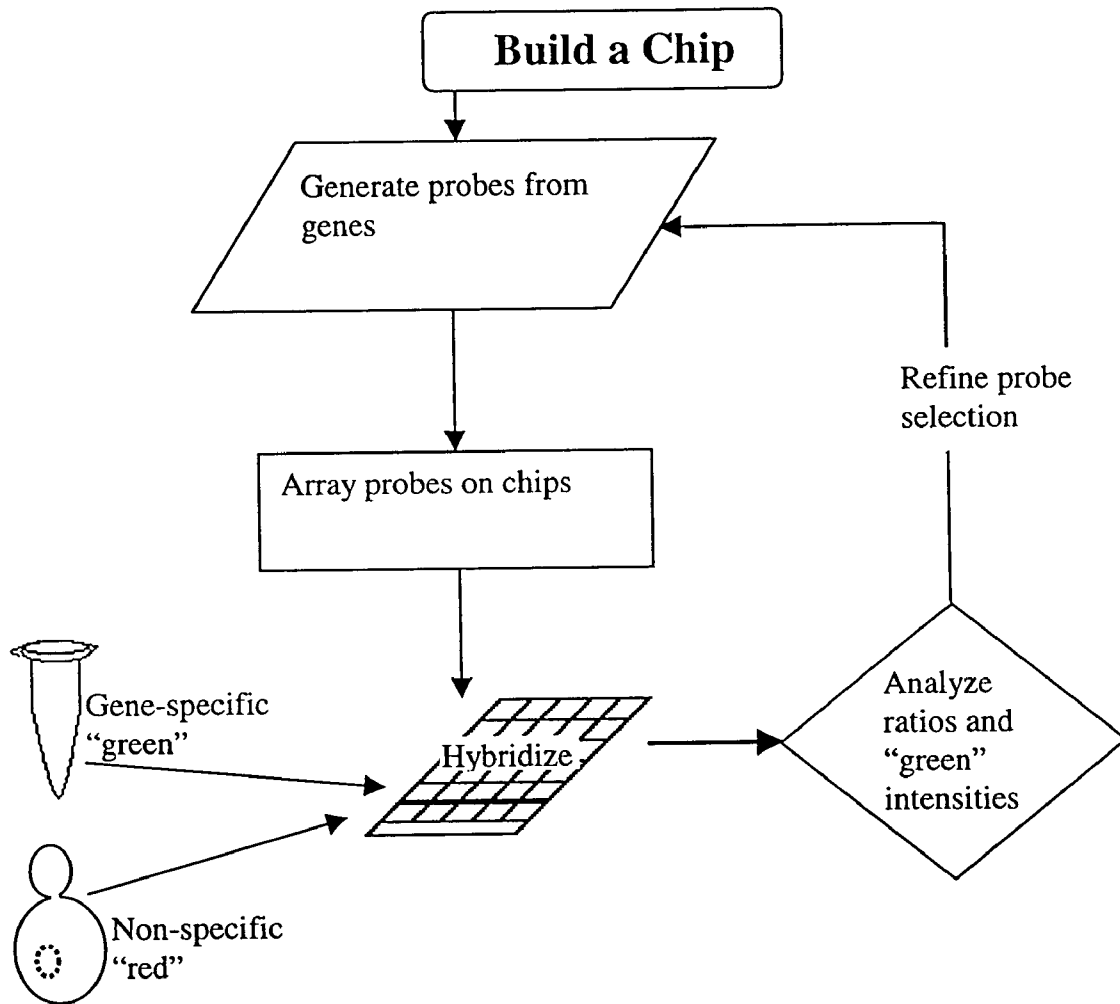 Build a Chip
Generate probes from
genes
Refine probe
selection
Array probes on chips
Gene-specific
“green”
Hybridize
Analyze
ratios and
“green”
intensities
Non-specific
“red”